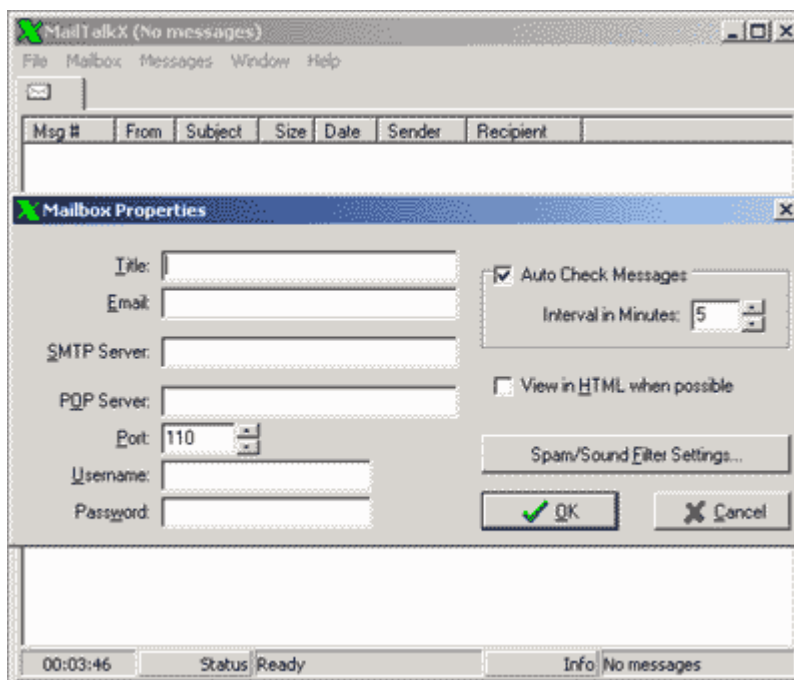 MailTalkX (No messages)
File Mailbox Messages Window Help
Msg # From Subject Size Date Sender Recipient
Mailbox Properties
Title:
Auto Check Messages
Email:
Interval in Minutes: 5
SMTP Server:
View in HTML when possible
POP Server:
Port: 110
Spam/Sound Filter Settings...
Username:
Password:
OK Cancel
00:03:46 Status Ready Info No messages